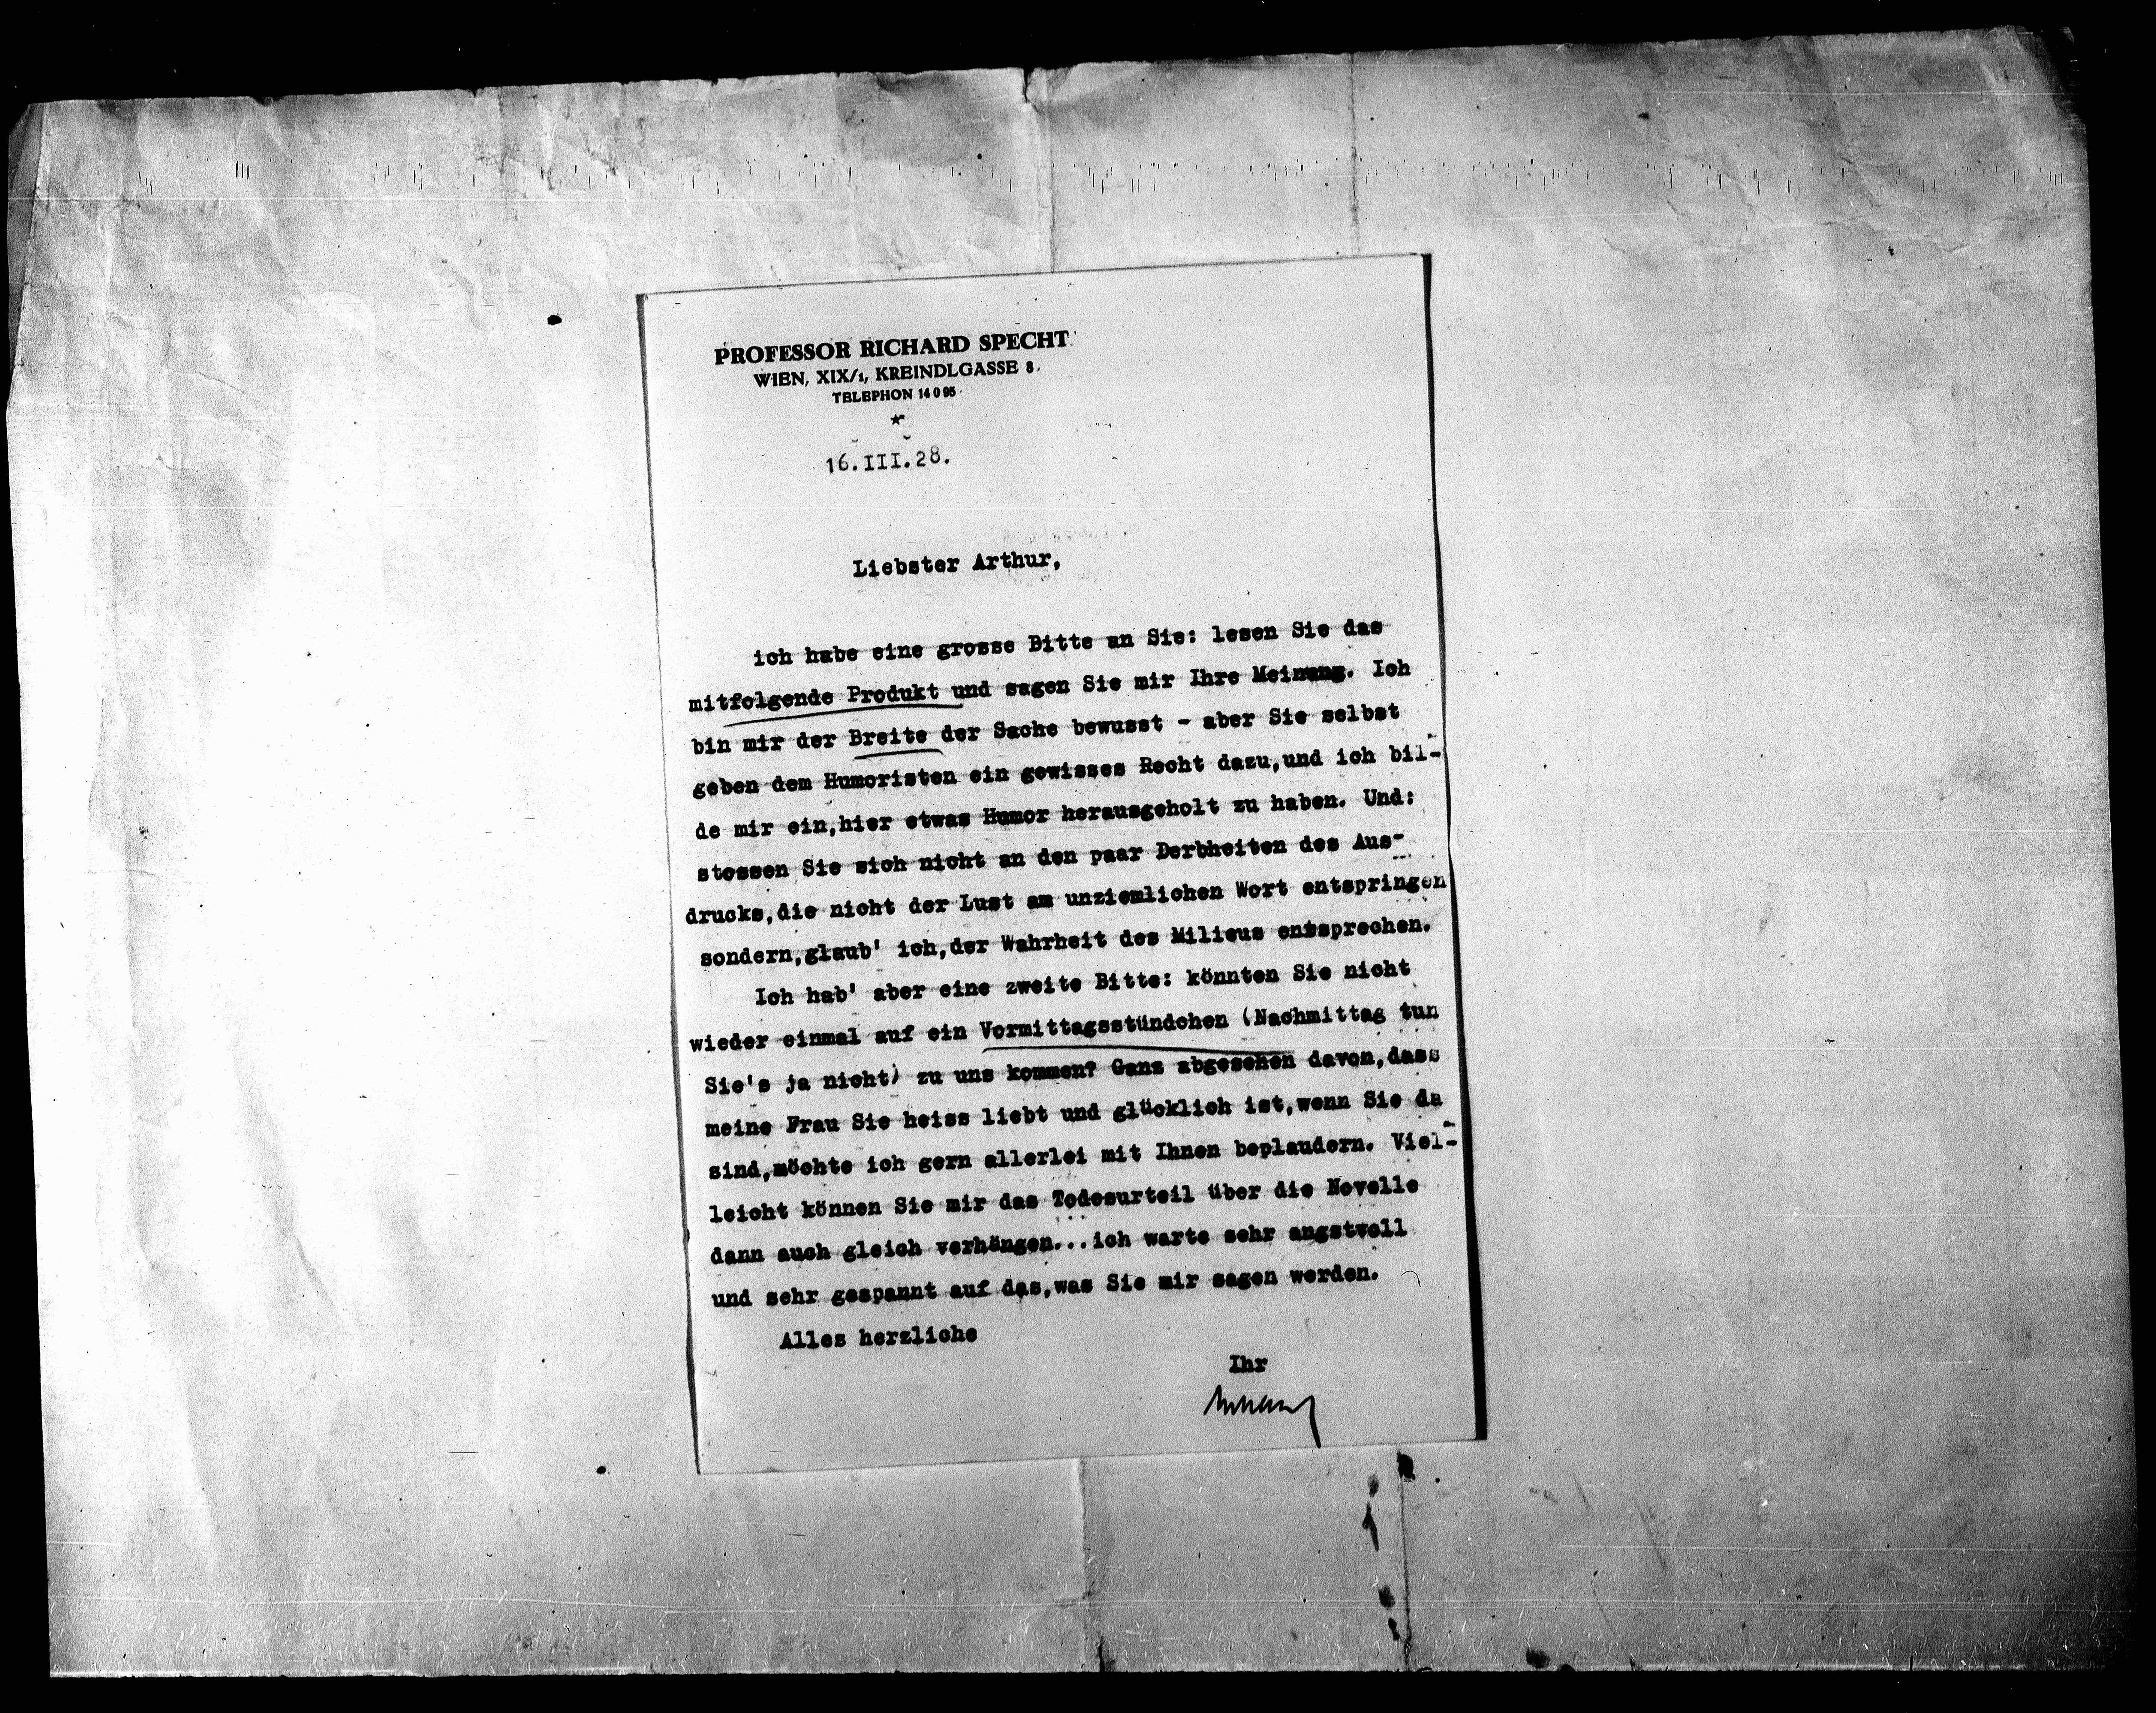 PROFESSOR RICHARD SPECHT
WIEN, XIX/1, KREINDLGASSE 8.
TELEPHON 14 0 95
16.III.28.
Liebster Arthur,
ich habe eine grosse Bitte an Sie: lesen Sie das
mitfolgende Produkt und sagen Sie mir Ihre Meinung. Ich
bin mir der Breite der Sache bewusst - aber Sie selbst
geben dem Humoristen ein gewisses Recht dazu,und ich bil-
de mir ein,hier etwas Humor herausgeholt zu haben. Und:
stossen Sie sich nicht an den paar Derbheiten des Aus-
drucks,die nicht der Lust am unziemlichen Wort entspringen
sondern,glaub' ich,der Wahrheit des Milieus entsprechen.
Ich hab' aber eine zweite Bitte: könnten Sie nicht
wieder einmal auf ein Vormittagsstündchen (Nachmittag tun
Sie's ja nicht) zu uns kommen? Ganz abgesehen davon,dass
meine Frau Sie heiss liebt und glücklich ist,wenn Sie da
sind,möchte ich gern allerlei mit Ihnen beplaudern. Viel-
leicht können Sie mir das Todesurteil über die Novelle
dann auch gleich verhängen...ich warte sehr angstvoll
und sehr gespannt auf das,was Sie mir sagen werden.
Alles herzliche
Ihr